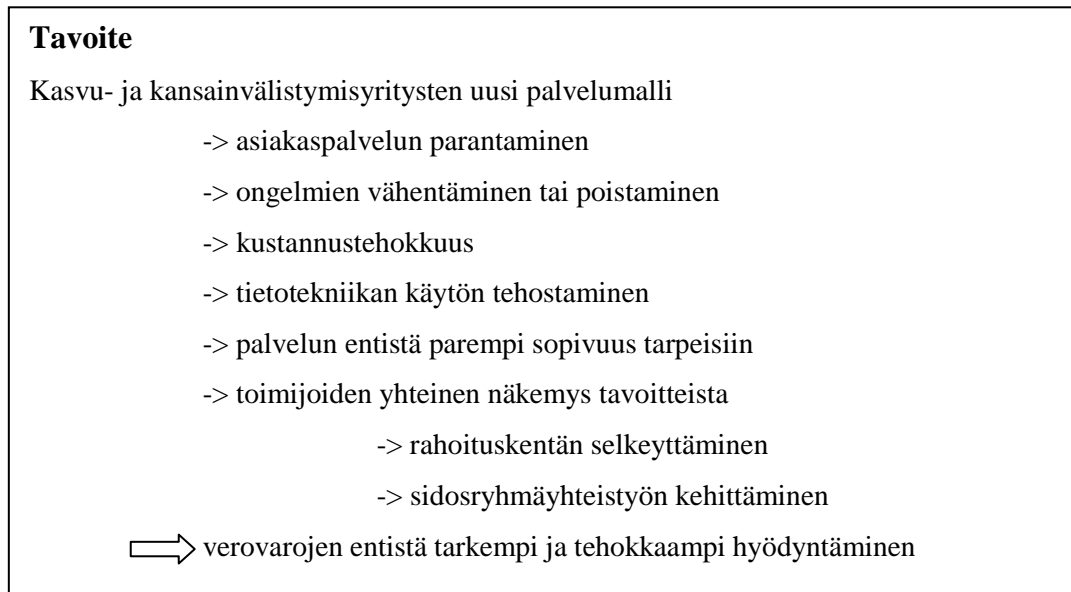 Tavoite
Kasvu- ja kansainvälistymisyritysten uusi palvelumalli
-> asiakaspalvelun parantaminen
-> ongelmien vähentäminen tai poistaminen
-> kustannustehokkuus
-> tietotekniikan käytön tehostaminen
-> palvelun entistä parempi sopivuus tarpeisiin
-> toimijoiden yhteinen näkemys tavoitteista
-> rahoituskentän selkeyttäminen
-> sidosryhmäyhteistyön kehittäminen
verovarojen entistä tarkempi ja tehokkaampi hyödyntäminen